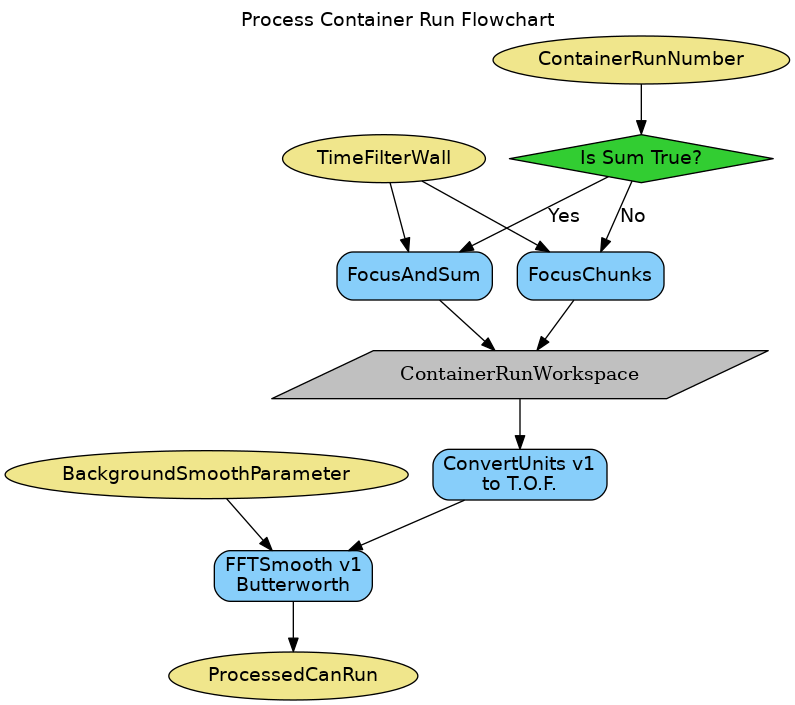 Process Container Run Flowchart
ContainerRunNumber
TimeFilterWall
Is Sum True?
Yes
No
FocusAndSum
FocusChunks
ContainerRunWorkspace
BackgroundSmoothParameter
ConvertUnits v1
to T.O.F.
FFTSmooth v1
Butterworth
ProcessedCanRun